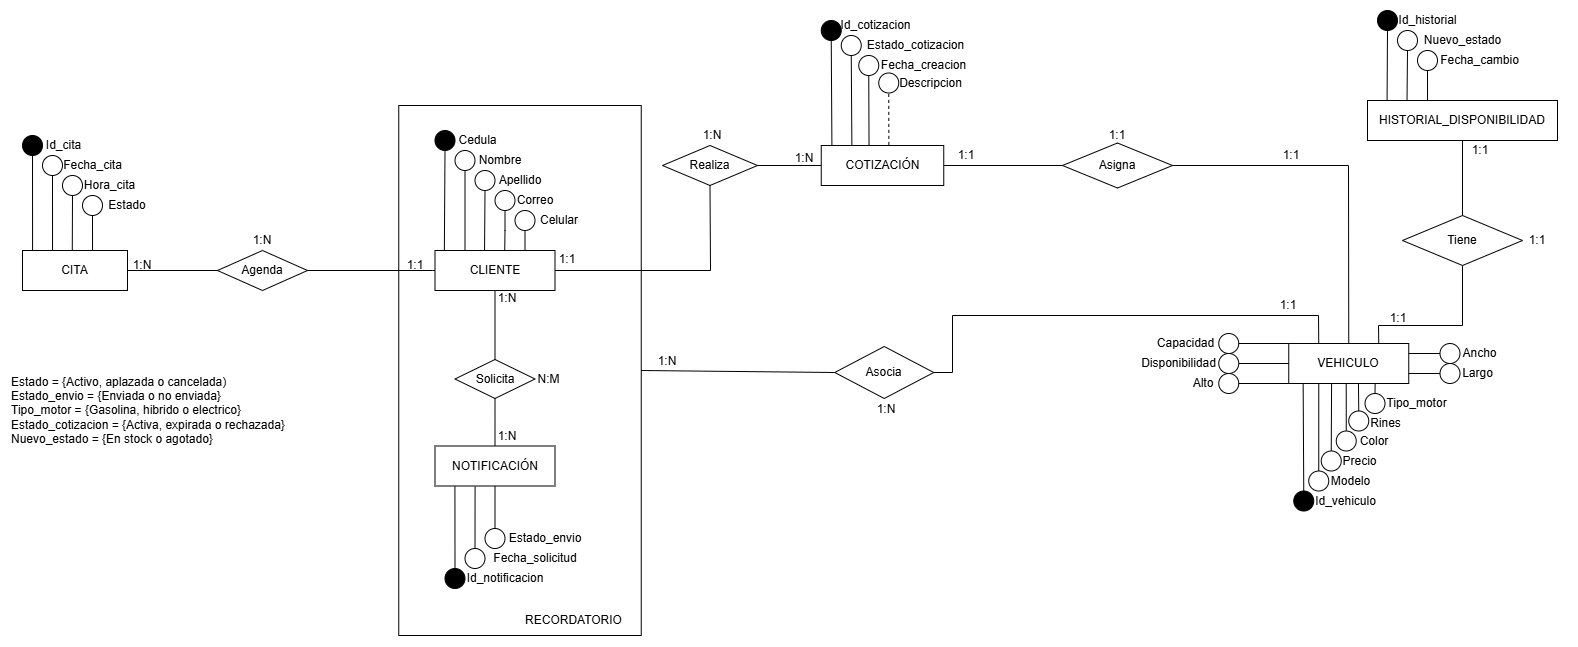 Id_cotizacion
Estado_cotizacion
Fecha_creacion
Descripcion
Id_historial
Nuevo_estado
Fecha_cambio
HISTORIAL_DISPONIBILIDAD
1:1
Id_cita
Fecha_cita
Hora_cita
Estado
Cedula
Nombre
Apellido
Correo
Celular
1:N
Realiza
1:N
COTIZACIÓN
1:1
1:1
Asigna
1:1
Tiene
1:1
1:1
CITA
1:N
1:N
Agenda
1:1
CLIENTE
1:1
1:N
Solicita
N:M
1:N
NOTIFICACIÓN
Estado_envio
Fecha_solicitud
Id_notificacion
RECORDATORIO
1:N
Asocia
1:N
1:1
Capacidad
Disponibilidad
Alto
VEHICULO
Ancho
Largo
Tipo_motor
Rines
Color
Precio
Modelo
Id_vehiculo
Estado = {Activo, aplazada o cancelada)
Estado_envio = {Enviada o no enviada}
Tipo_motor = {Gasolina, hibrido o electrico}
Estado_cotizacion = {Activa, expirada o rechazada}
Nuevo_estado = {En stock o agotado}